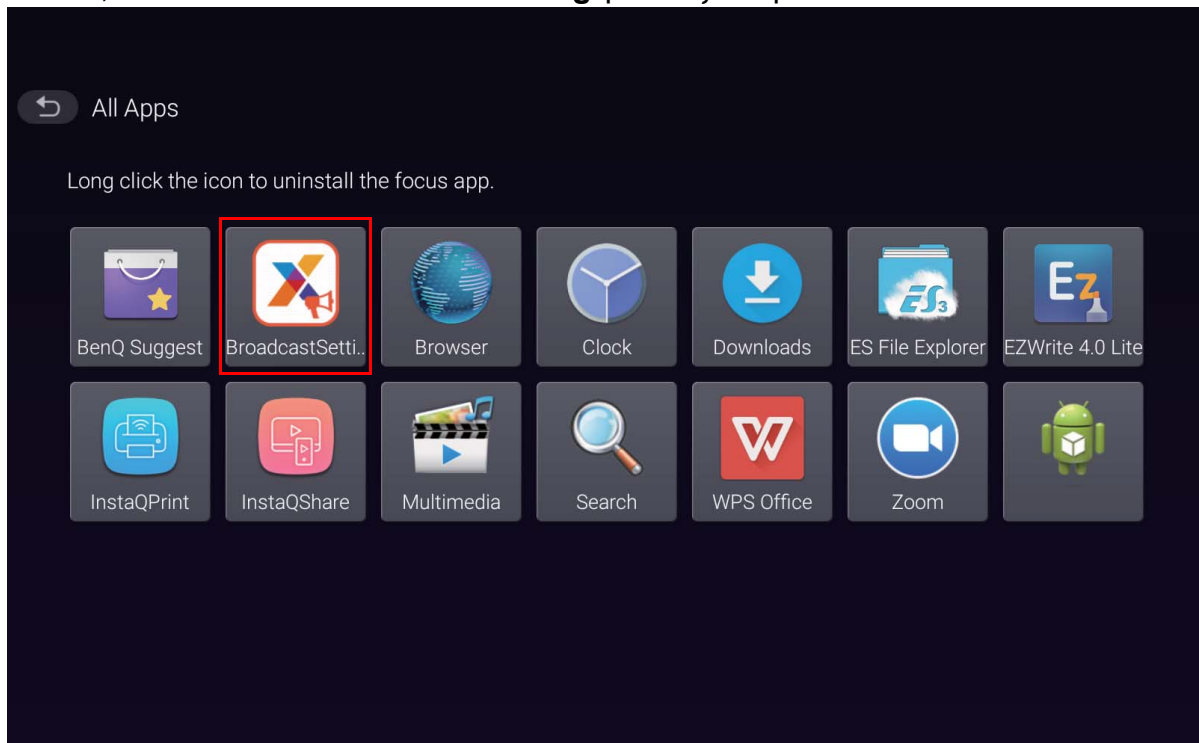 All Apps
Long click the icon to uninstall the focus app.
BenQ Suggest BroadcastSetti.. Browser Clock Downloads ES File Explorer EZWrite 4.0 Lite
InstaQPrint InstaQShare Multimedia Search WPS Office Zoom